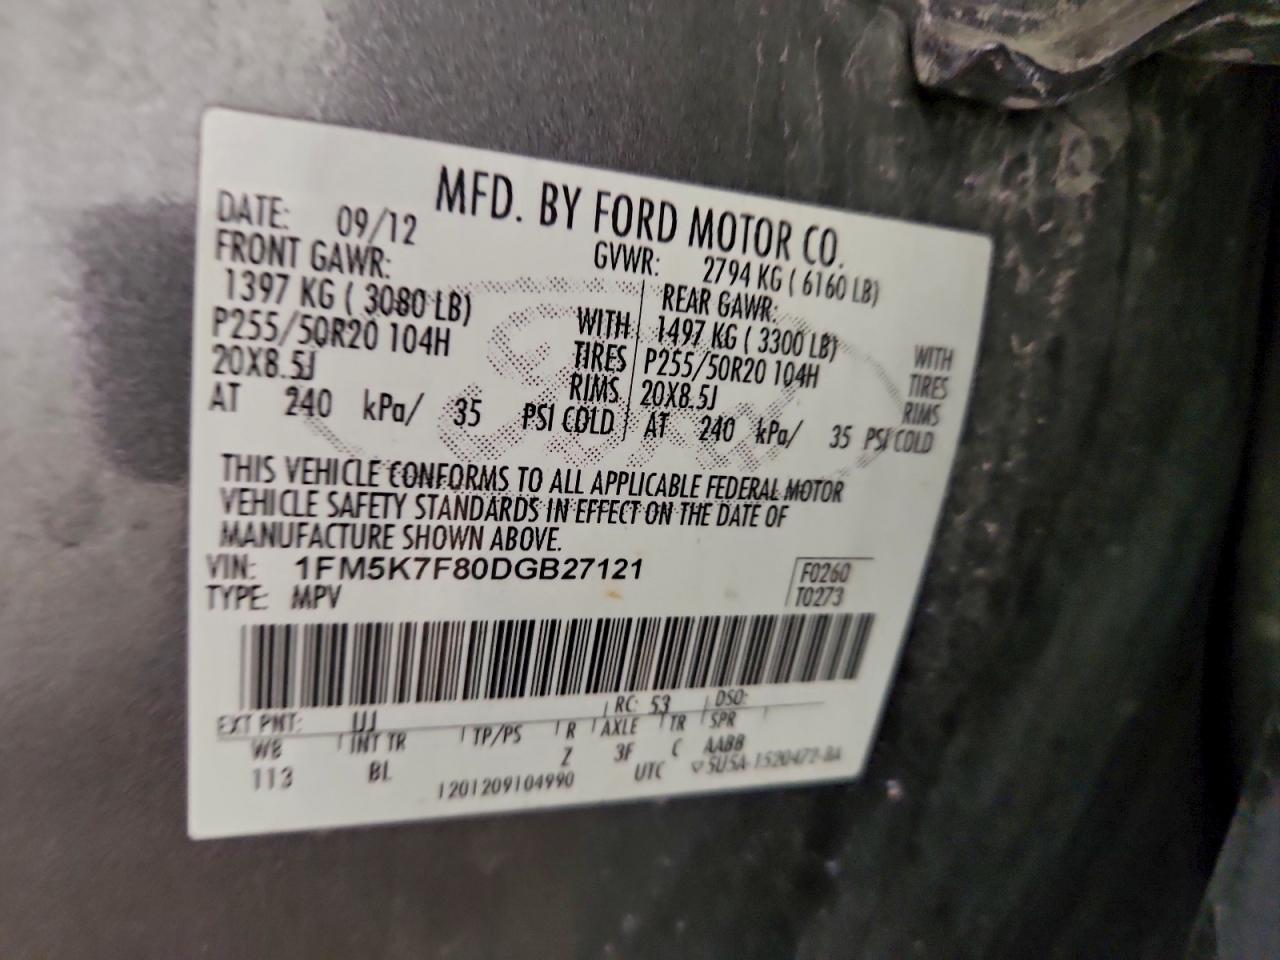 MFD. BY FORD MOTOR CO.
DATE: 09/12 GVWR: 2794 KG ( 6160 LB)
FRONT GAWR: REAR GAWR:
1397 KG ( 3080 LB) WITH 1497 KG ( 3300 LB) WITH
P255/50R20 104H TIRES P255/50R20 104H TIRES
20X8.5J RIMS 20X8.5J RIMS
AT 240 kPa/ 35 PSI COLD AT 240 kPa/ 35 PSI COLD
THIS VEHICLE CONFORMS TO ALL APPLICABLE FEDERAL MOTOR
VEHICLE SAFETY STANDARDS IN EFFECT ON THE DATE OF
MANUFACTURE SHOWN ABOVE.
VIN: 1FM5K7F80DGB27121 F0260
TYPE: MPV T0273
EXT PNT: UJ RC: 53 DSO:
WB INT TR TP/PS R AXLE TR SPR
113 BL Z 3F C AABB
1201209104990 UTC ▽5U5A-1520472-BA